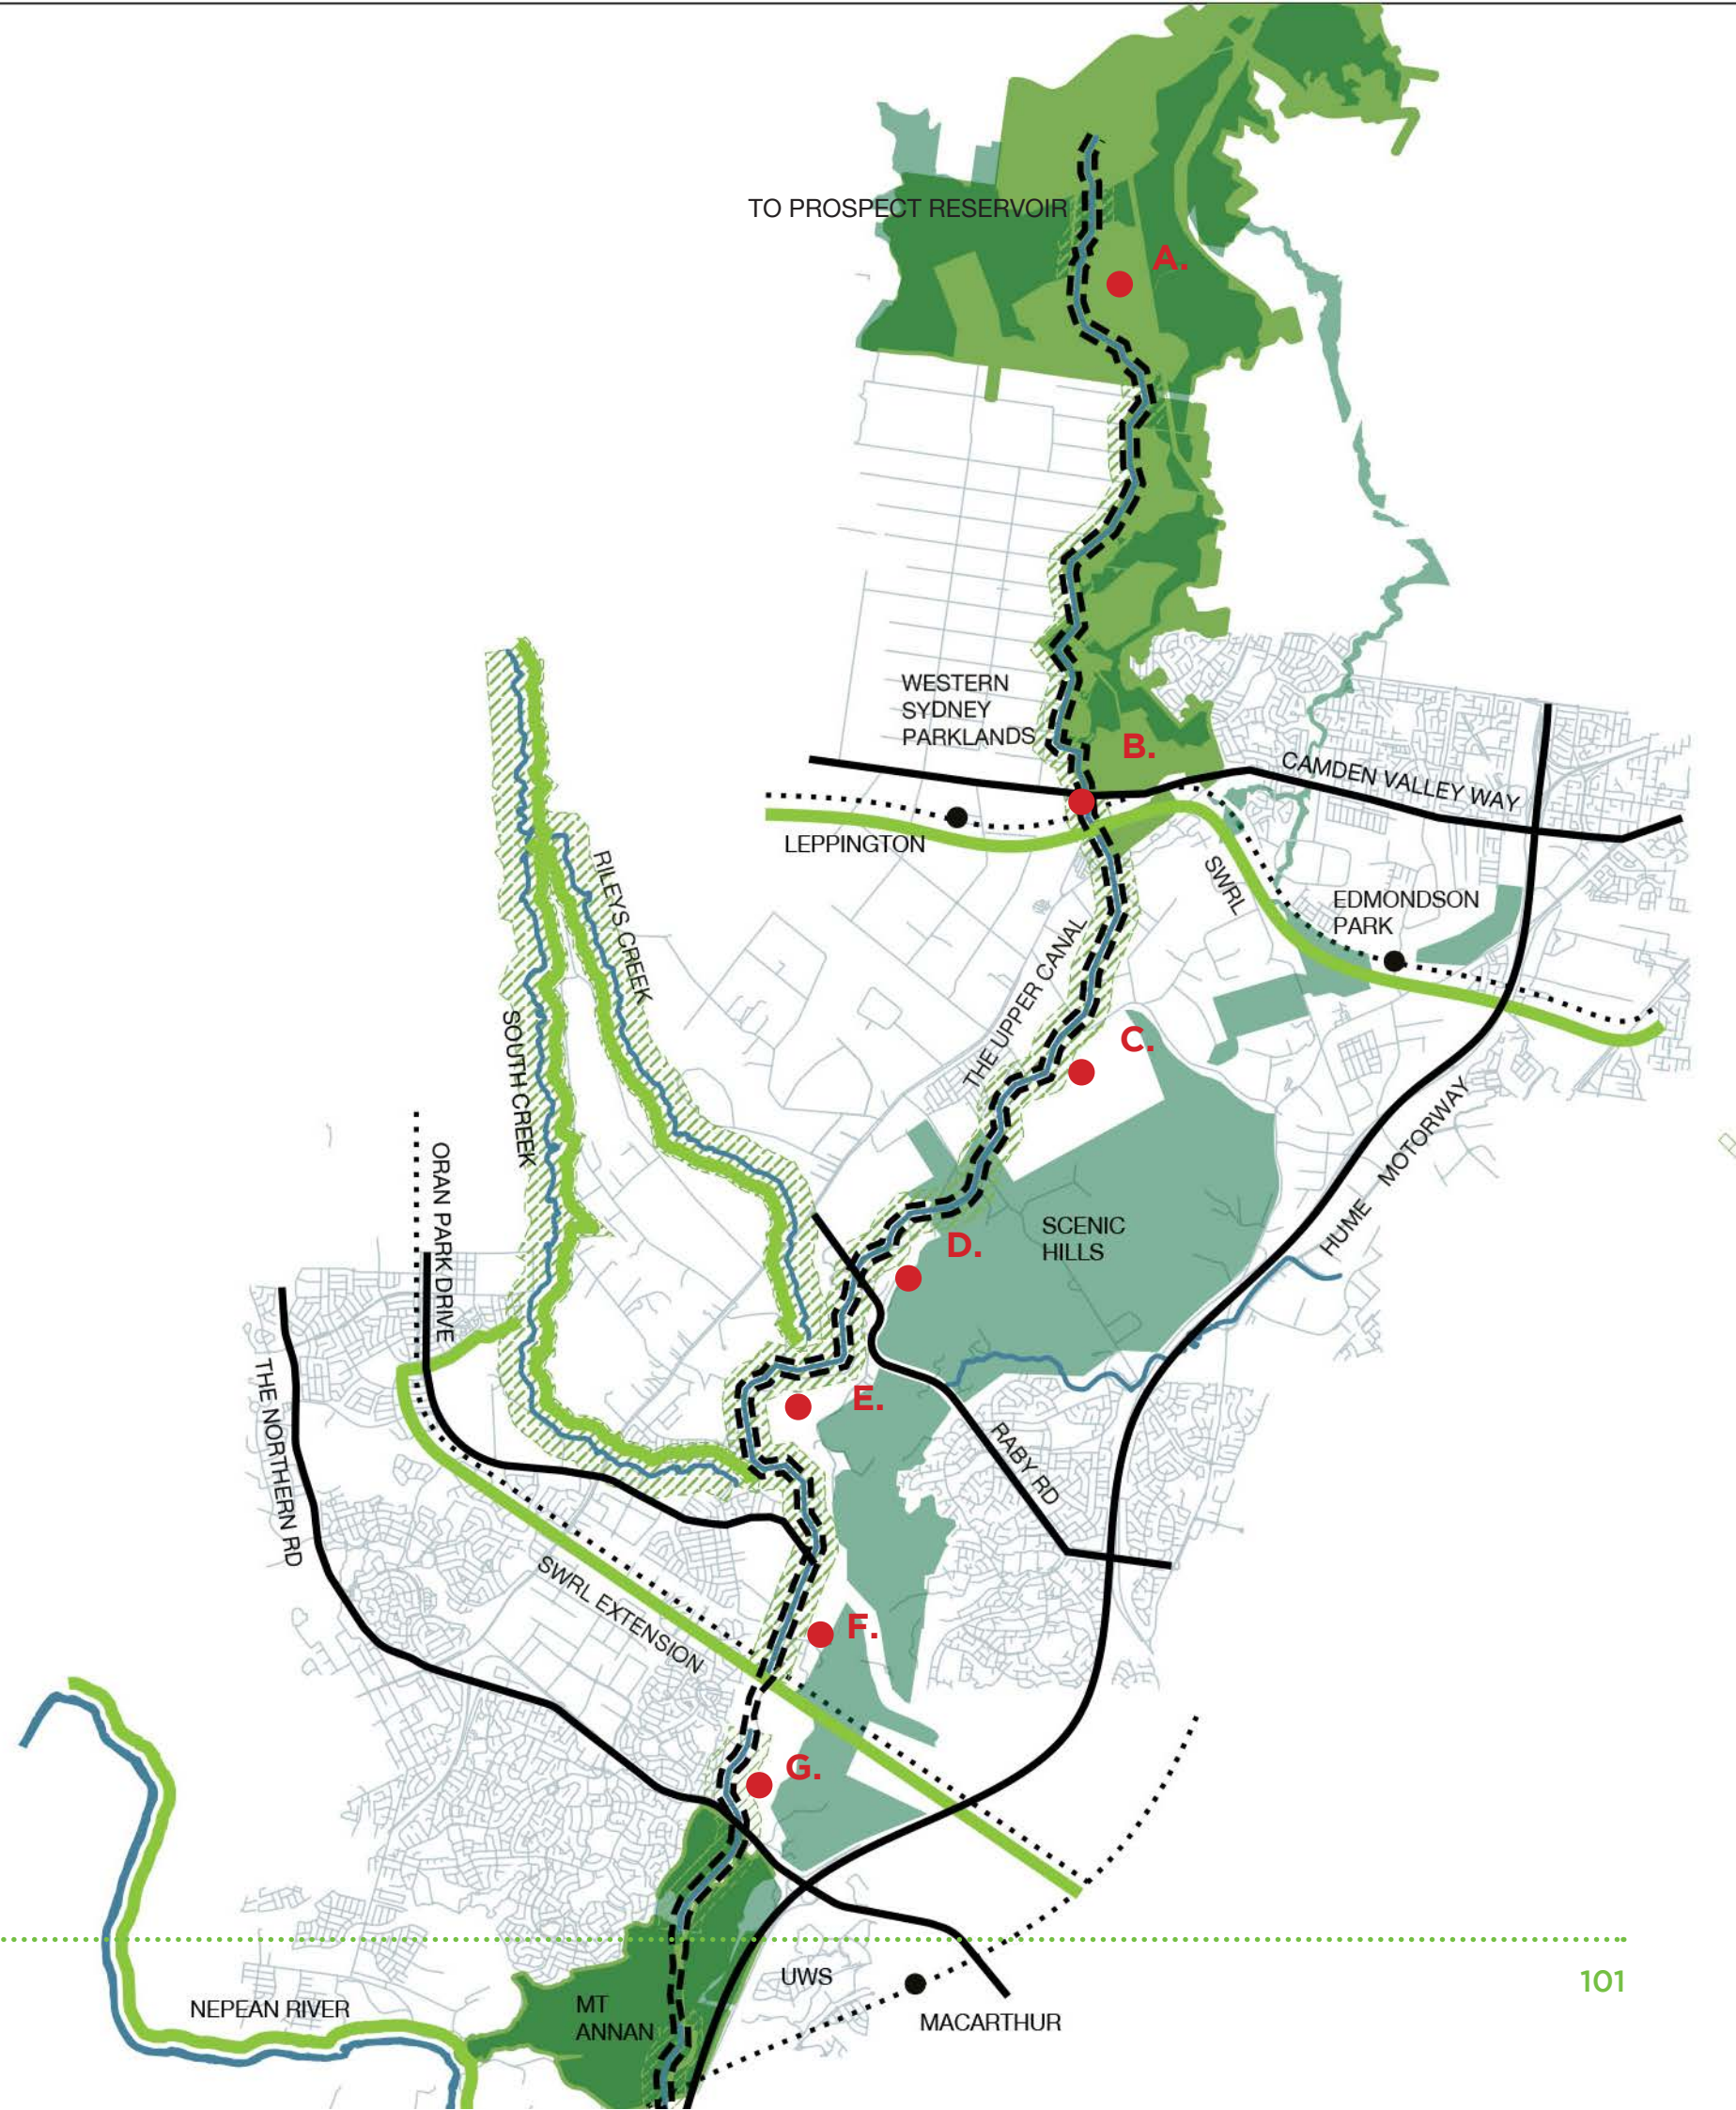 TO PROSPECT RESERVOIR
A.
WESTERN
SYDNEY
PARKLANDS
B.
CAMDEN VALLEY WAY
LEPPINGTON
RILEYS CREEK
SWRL
EDMONDSON
PARK
THE UPPER CANAL
SOUTH CREEK
C.
HUME MOTORWAY
ORAN PARK DRIVE
SCENIC
HILLS
D.
THE NORTHERN RD
E.
RABY RD
SWRL EXTENSION
F.
G.
UWS
101
NEPEAN RIVER
MT
ANNAN
MACARTHUR